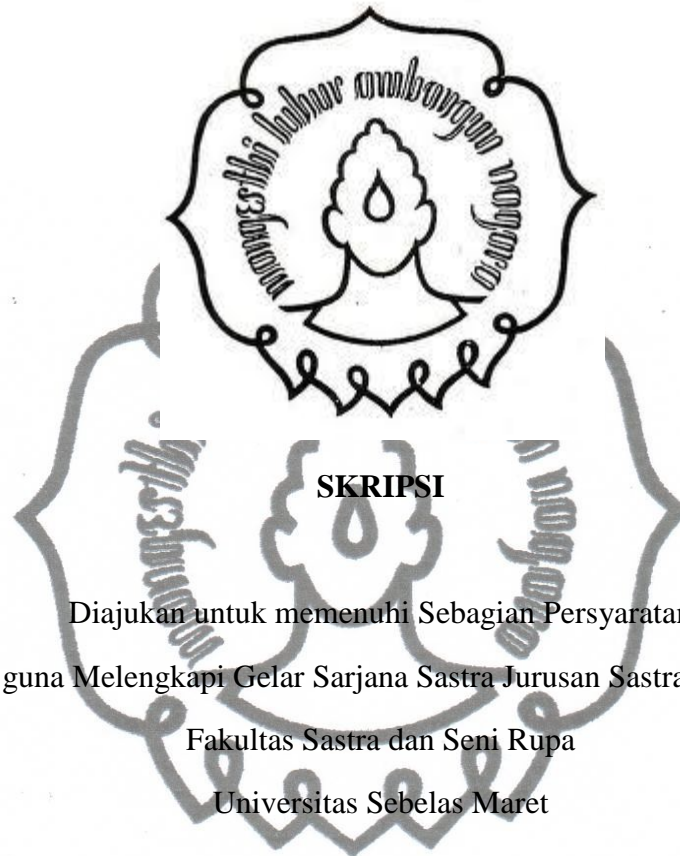 mangesthi luhur ambangun nagara
SKRIPSI
Diajukan untuk memenuhi Sebagian Persyaratan
guna Melengkapi Gelar Sarjana Sastra Jurusan Sastra
Fakultas Sastra dan Seni Rupa
Universitas Sebelas Maret